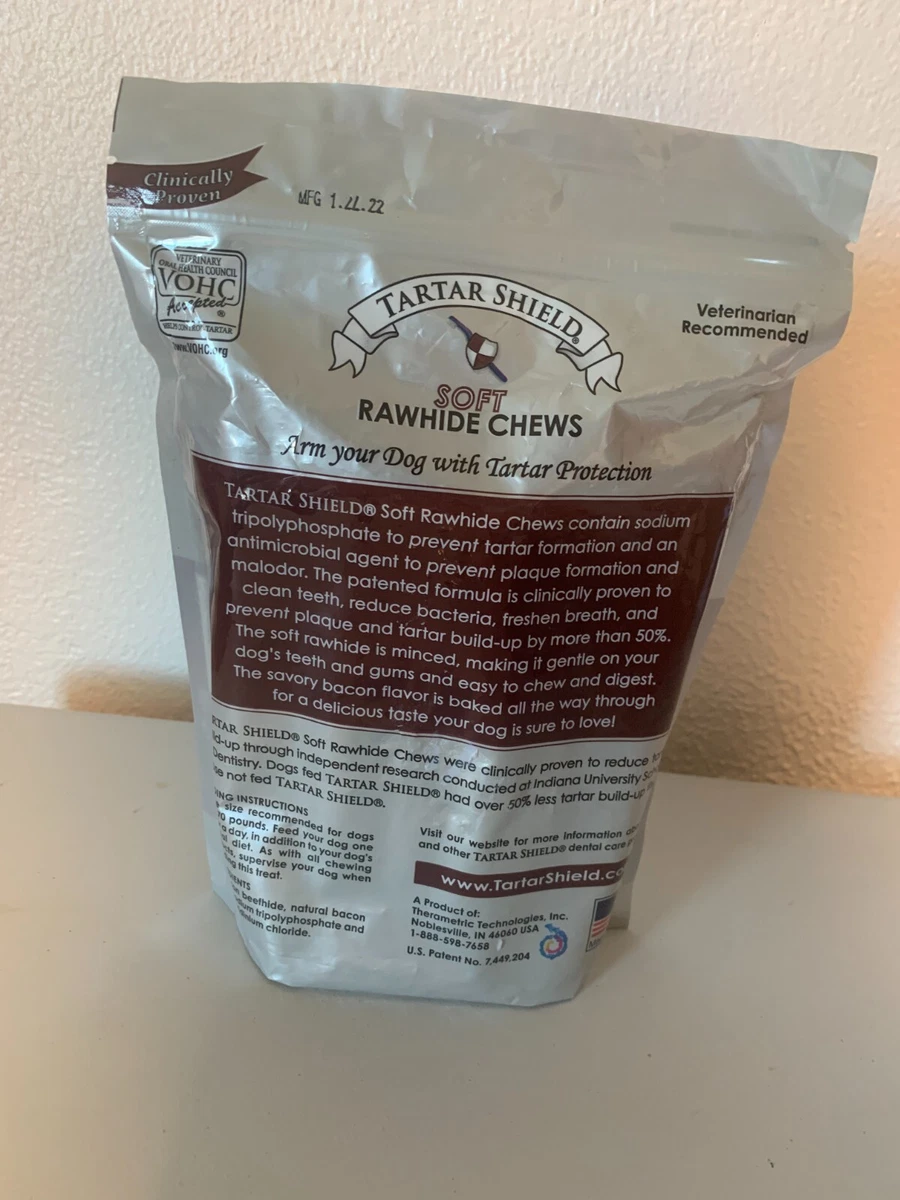 Clinically
Proven
MFG 1.22
VETERINARY
ORAL HEALTH COUNCIL
VOHC
Accepted
®
HELPS CONTROL TARTAR
www.VOHC.org
TARTAR SHIELD®
Veterinarian
Recommended
SOFT
RAWHIDE CHEWS
Arm your Dog with Tartar Protection
TARTAR SHIELD® Soft Rawhide Chews contain sodium
tripolyphosphate to prevent tartar formation and an
antimicrobial agent to prevent plaque formation and
malodor. The patented formula is clinically proven to
clean teeth, reduce bacteria, freshen breath, and
prevent plaque and tartar build-up by more than 50%.
The soft rawhide is minced, making it gentle on your
dog's teeth and gums and easy to chew and digest.
The savory bacon flavor is baked all the way through
for a delicious taste your dog is sure to love!
RTAR SHIELD® Soft Rawhide Chews were clinically proven to reduce
ld-up through independent research conducted at Indiana University
Dentistry. Dogs fed TARTAR SHIELD® had over 50% less tartar build-up
se not fed TARTAR SHIELD®.
ING INSTRUCTIONS
size recommended for dogs
pounds. Feed your dog one
a day, in addition to your dog's
diet. As with all chewing
supervise your dog when
this treat.
ENTS
beefhide, natural bacon
ium tripolyphosphate and
dinium chloride.
Visit our website for more information
and other TARTAR SHIELD® dental care
www.TartarShield.co
A Product of:
Therametric Technologies, Inc.
Noblesville, IN 46060 USA
1-888-598-7658
U.S. Patent No. 7,449,204